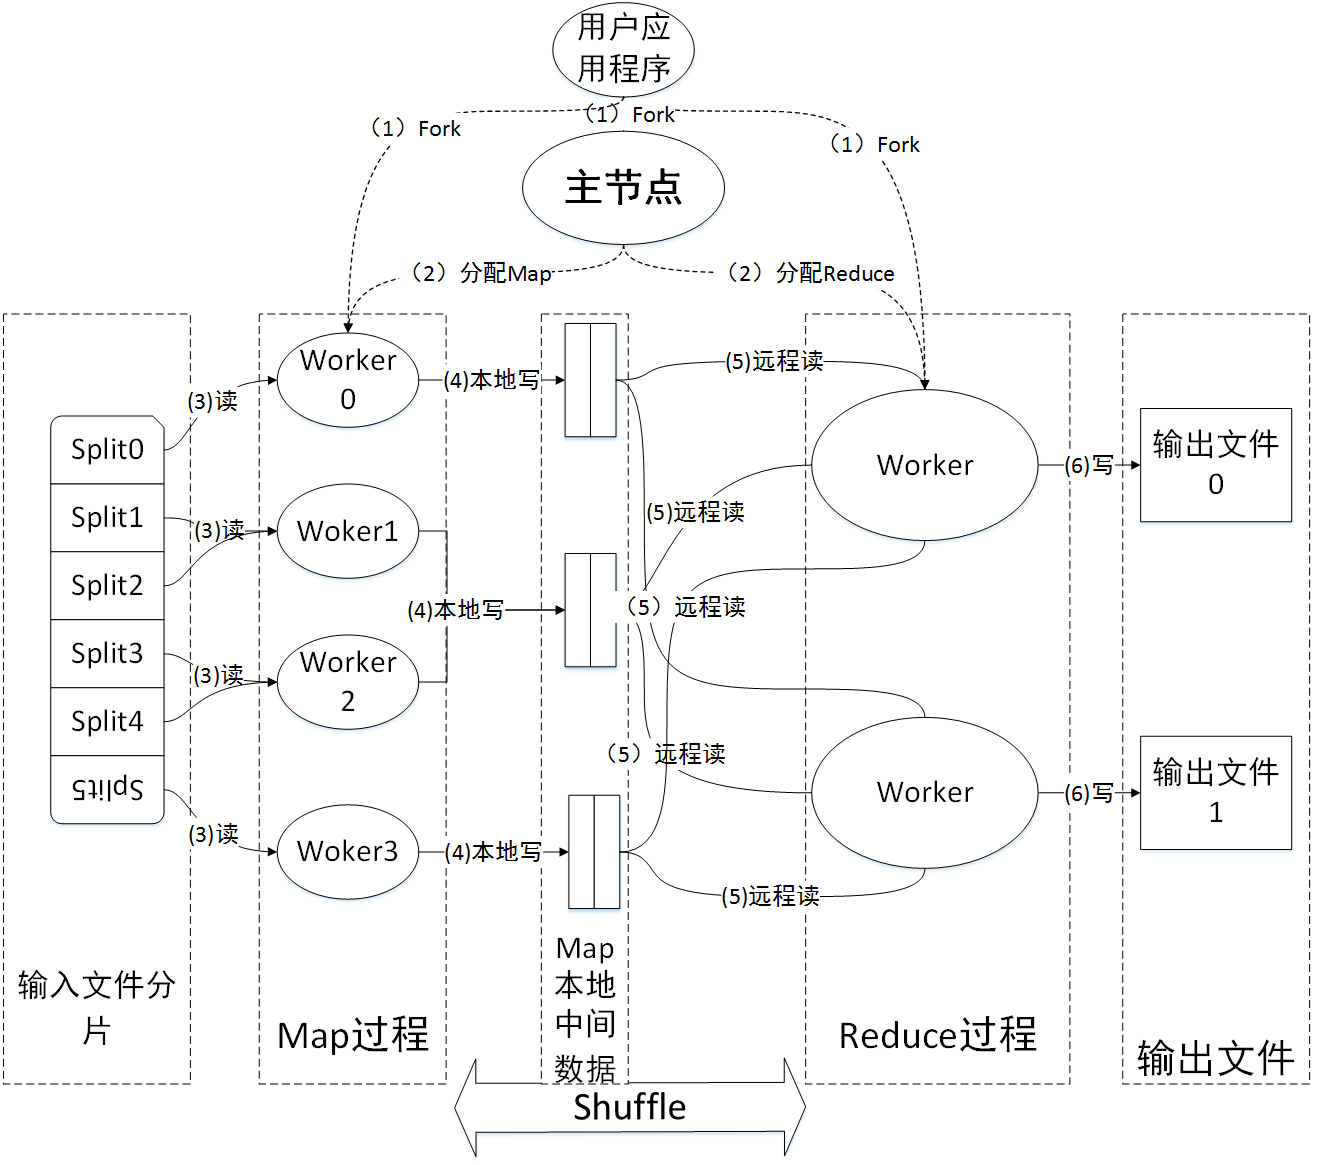 用户应
用程序
（1）Fork
（1）Fork
（1）Fork
主节点
（2）分配Map
（2）分配Reduce
Worker
0
(4)本地写
(5)远程读
(3)读
Split0
Worker
(6)写
输出文件
0
Split1
(3)读
Woker1
(5)远程读
Split2
(4)本地写
（5）远程读
Split3
(3)读
Worker
2
Split4
（5）远程读
Split5
Worker
(6)写
输出文件
1
(3)读
Woker3
(4)本地写
(5)远程读
输入文件分
片
Map过程
Map
本地
中间
数据
Reduce过程
输出文件
Shuffle